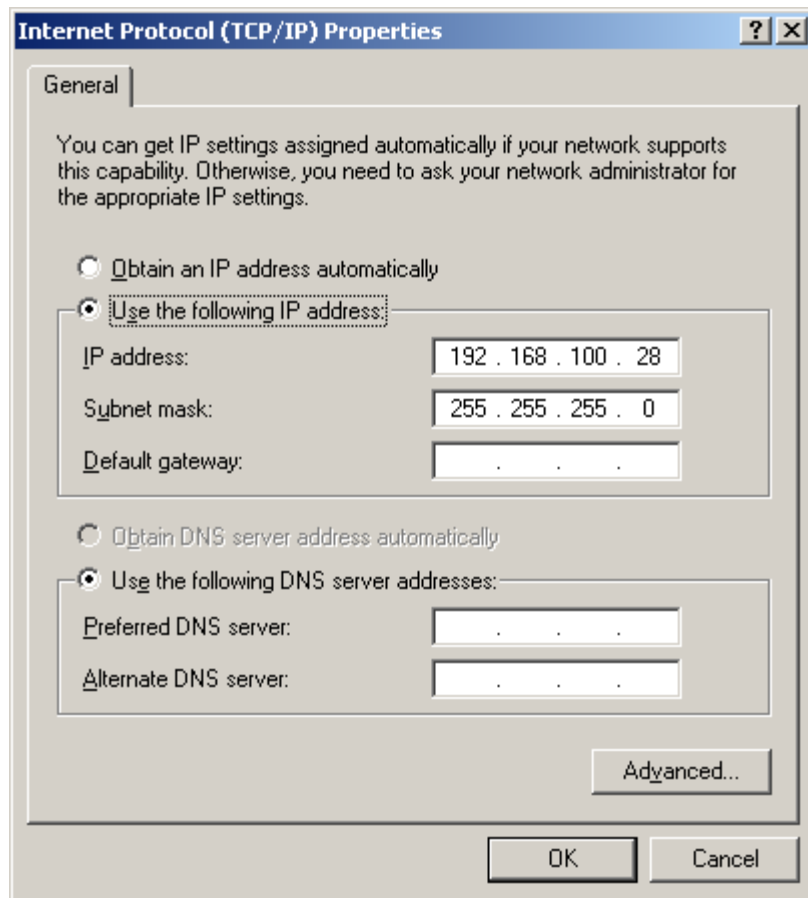 Internet Protocol (TCP/IP) Properties
General
You can get IP settings assigned automatically if your network supports
this capability. Otherwise, you need to ask your network administrator for
the appropriate IP settings.
Obtain an IP address automatically
Use the following IP address:
IP address: 192 . 168 . 100 . 28
Subnet mask: 255 . 255 . 255 . 0
Default gateway: . . .
Obtain DNS server address automatically
Use the following DNS server addresses:
Preferred DNS server: . . .
Alternate DNS server: . . .
Advanced...
OK Cancel